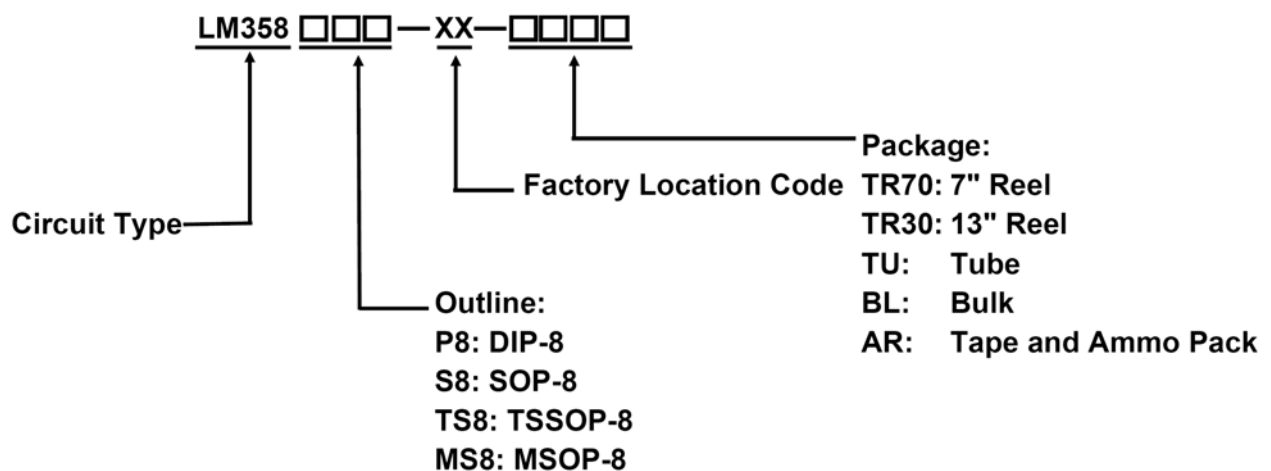 LM358□□□—XX—□□□□
Package:
Factory Location Code
TR70: 7" Reel
Circuit Type
TR30: 13" Reel
TU: Tube
Outline:
BL: Bulk
P8: DIP-8
AR: Tape and Ammo Pack
S8: SOP-8
TS8: TSSOP-8
MS8: MSOP-8